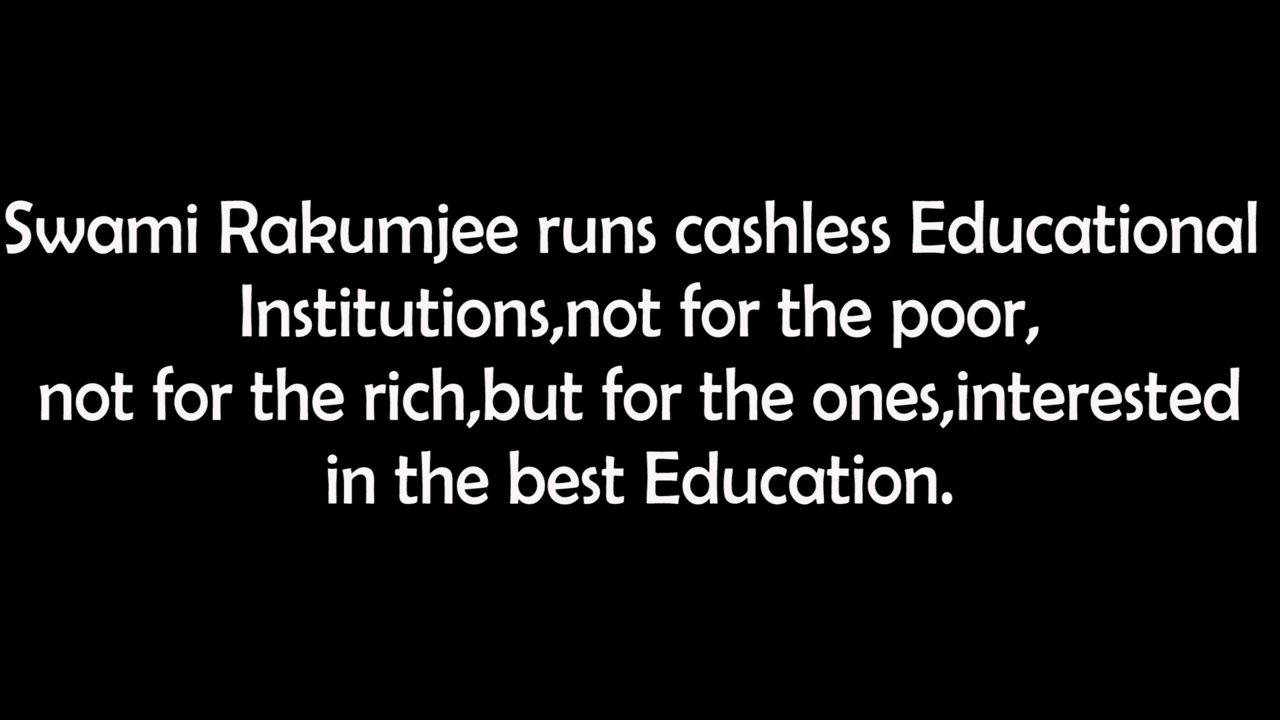 Swami Rakumjee runs cashless Educational
Institutions,not for the poor,
not for the rich,but for the ones,interested
in the best Education.